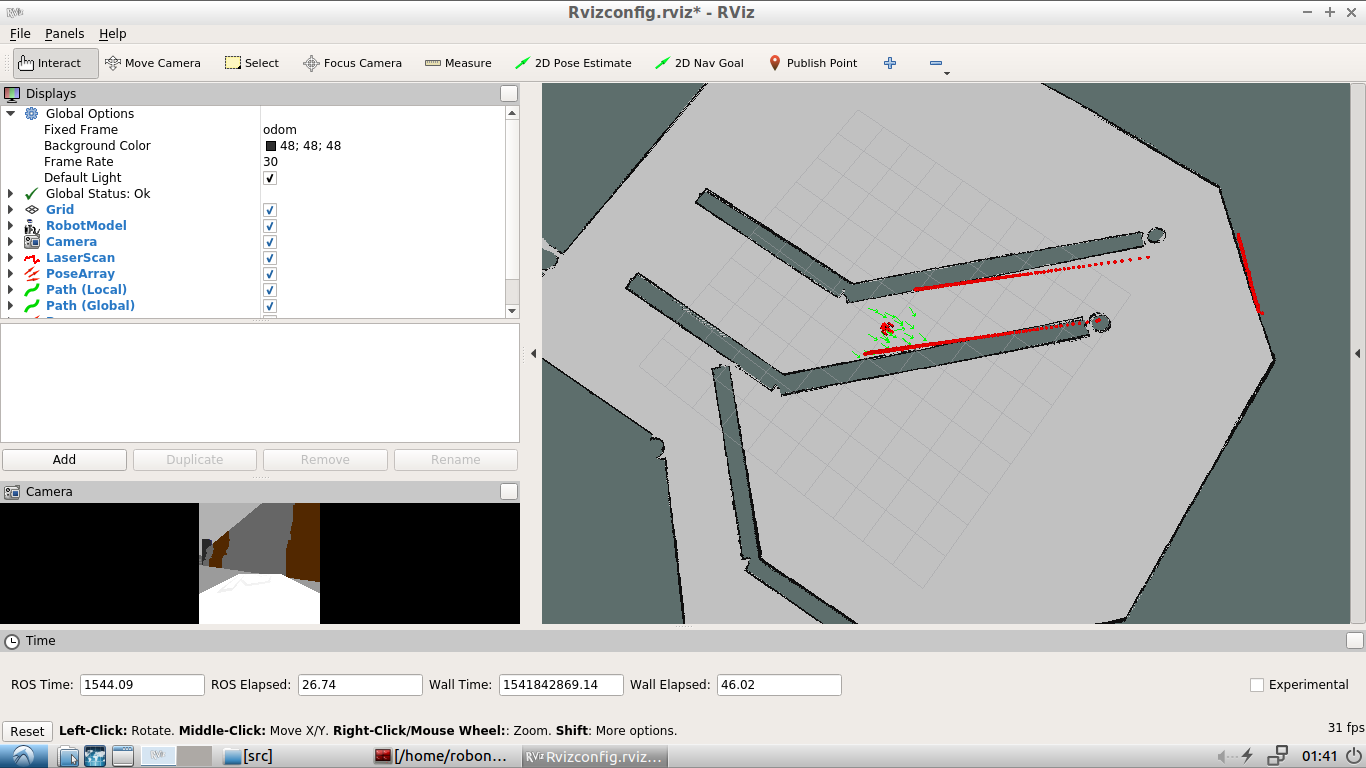 RViz Rvizconfig.rviz* - RViz
File Panels Help
Interact Move Camera Select Focus Camera Measure 2D Pose Estimate 2D Nav Goal Publish Point
Displays
Global Options
Fixed Frame odom
Background Color 48; 48; 48
Frame Rate 30
Default Light
Global Status: Ok
Grid
RobotModel
Camera
LaserScan
PoseArray
Path (Local)
Path (Global)
Add Duplicate Remove Rename
Camera
Time
ROS Time: 1544.09 ROS Elapsed: 26.74 Wall Time: 1541842869.14 Wall Elapsed: 46.02 Experimental
Reset Left-Click: Rotate. Middle-Click: Move X/Y. Right-Click/Mouse Wheel:: Zoom. Shift: More options. 31 fps
RViz [src] [/home/robon... RViz Rvizconfig.rviz... 01:41